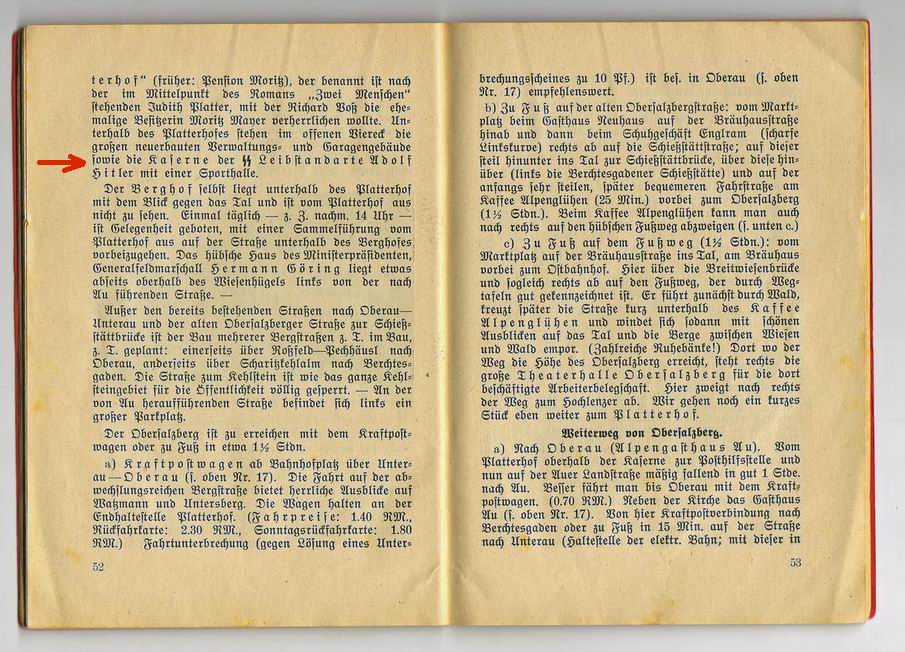 terhof“ (früher: Pension Moritz), der benannt ist nach
der im Mittelpunkt des Romans „Zwei Menschen“
stehenden Judith Platter, mit der Richard Voß die ehe-
malige Besitzerin Moritz Mayer verherrlichen wollte. Un-
terhalb des Platterhofes stehen im offenen Viereck die
großen neuerbauten Verwaltungs- und Garagengebäude
sowie die Kaserne der ᛋᛋ Leibstandarte Adolf
Hitler mit einer Sporthalle.
Der Berghof selbst liegt unterhalb des Platterhof
mit dem Blick gegen das Tal und ist vom Platterhof aus
nicht zu sehen. Einmal täglich — z. Z. nachm. 14 Uhr —
ist Gelegenheit geboten, mit einer Sammelführung vom
Platterhof aus auf der Straße unterhalb des Berghofes
vorbeizugehen. Das hübsche Haus des Ministerpräsidenten,
Generalfeldmarschall Hermann Göring liegt etwas
abseits oberhalb des Wiesenhügels links von der nach
Au führenden Straße. —
Außer den bereits bestehenden Straßen nach Oberau—
Unterau und der alten Obersalzberger Straße zur Schieß-
stättbrücke ist der Bau mehrerer Bergstraßen z. T. im Bau,
z. T. geplant: einerseits über Roßfeld—Pechhäusl nach
Oberau, anderseits über Scharitzkehlalm nach Berchtes-
gaden. Die Straße zum Kehlstein ist wie das ganze Kehl-
steingebiet für die Öffentlichkeit völlig gesperrt. — An der
von Au heraufführenden Straße befindet sich links ein
großer Parkplatz.
Der Obersalzberg ist zu erreichen mit dem Kraftpost-
wagen oder zu Fuß in etwa 1½ Stdn.
a) Kraftpostwagen ab Bahnhofplatz über Unter-
au—Oberau (s. oben Nr. 17). Die Fahrt auf der ab-
wechslungsreichen Bergstraße bietet herrliche Ausblicke auf
Watzmann und Untersberg. Die Wagen halten an der
Endhaltestelle Platterhof. (Fahrpreise: 1.40 RM.,
Rückfahrkarte: 2.30 RM., Sonntagsrückfahrkarte: 1.80
RM.) Fahrtunterbrechung (gegen Lösung eines Unter-
52
brechungsscheines zu 10 Pf.) ist bes. in Oberau (s. oben
Nr. 17) empfehlenswert.
b) Zu Fuß auf der alten Obersalzbergstraße: vom Markt-
platz beim Gasthaus Neuhaus auf der Bräuhausstraße
hinab und dann beim Schuhgeschäft Englram (scharfe
Linkskurve) rechts ab auf die Schießstättstraße; auf dieser
steil hinunter ins Tal zur Schießstättbrücke, über diese hin-
über (links die Berchtesgadener Schießstätte) und auf der
anfangs sehr steilen, später bequemeren Fahrstraße am
Kaffee Alpenglühen (25 Min.) vorbei zum Obersalzberg
(1½ Stdn.). Beim Kaffee Alpenglühen kann man auch
nach rechts auf den hübschen Fußweg abzweigen (s. unten c.)
c) Zu Fuß auf dem Fußweg (1½ Stdn.): vom
Marktplatz auf der Bräuhausstraße ins Tal, am Bräuhaus
vorbei zum Ostbahnhof. Hier über die Breitwiesenbrücke
und sogleich rechts ab auf den Fußweg, der durch Weg-
tafeln gut gekennzeichnet ist. Er führt zunächst durch Wald,
kreuzt später die Straße kurz unterhalb des Kaffee
Alpenglühen und windet sich sodann mit schönen
Ausblicken auf das Tal und die Berge zwischen Wiesen
und Wald empor. (Zahlreiche Ruhebänke!) Dort wo der
Weg die Höhe des Obersalzberg erreicht, steht rechts die
große Theaterhalle Obersalzberg für die dort
beschäftigte Arbeiterbelegschaft. Hier zweigt nach rechts
der Weg zum Hochlenzer ab. Wir gehen noch ein kurzes
Stück eben weiter zum Platterhof.
Weiterweg von Obersalzberg.
a) Nach Oberau (Alpengasthaus Au). Vom
Platterhof oberhalb der Kaserne zur Posthilfsstelle und
nun auf der Auer Landstraße mäßig fallend in gut 1 Stde.
nach Au. Besser fährt man bis Oberau mit dem Kraft-
postwagen. (0.70 RM.) Neben der Kirche das Gasthaus
Au (s. oben Nr. 17). Von hier Kraftpostverbindung nach
Berchtesgaden oder zu Fuß in 15 Min. auf der Straße
nach Unterau (Haltestelle der elektr. Bahn; mit dieser in
53